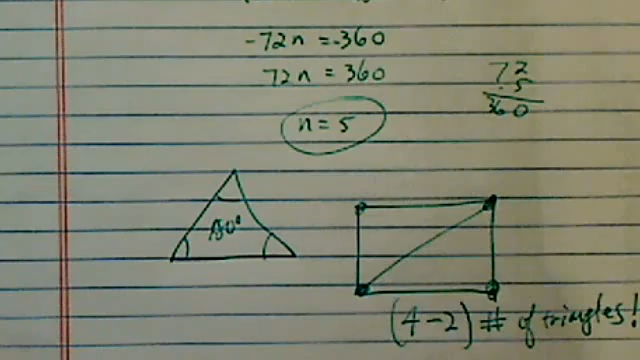 -72n = -360
72n = 360
72
·5
360
n = 5
180°
(4-2) # of triangles!